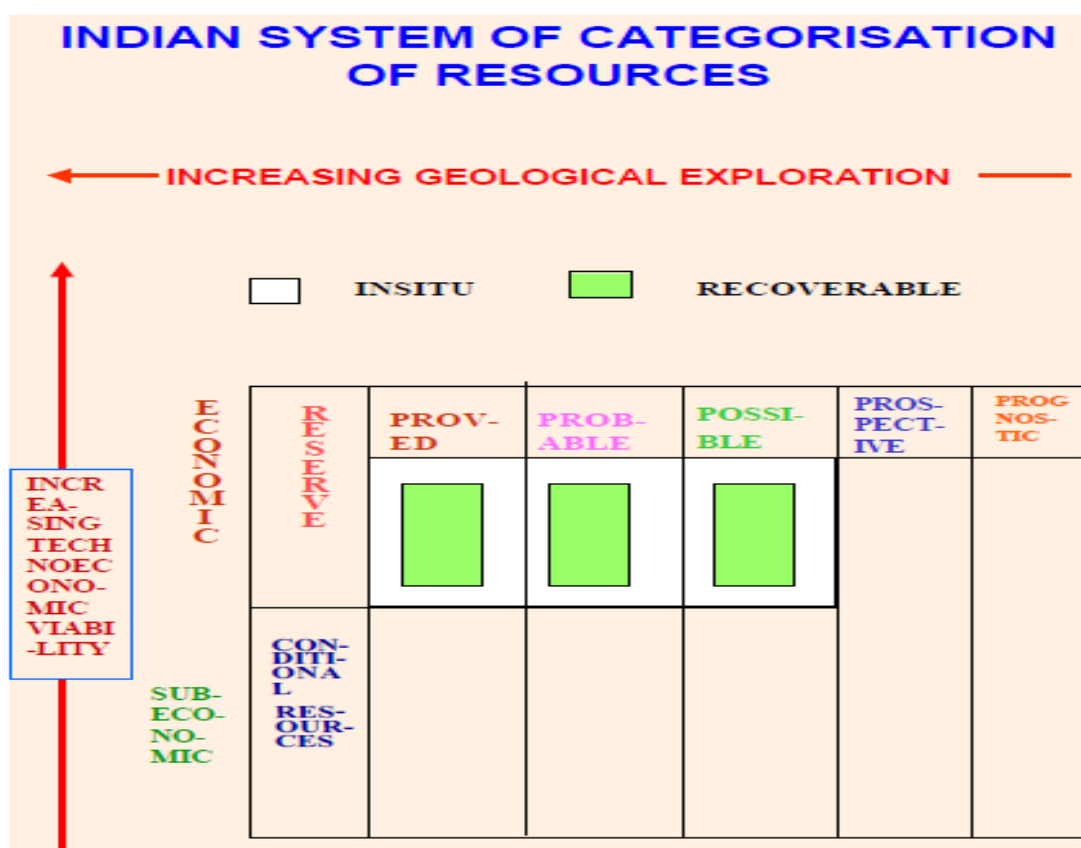 INDIAN SYSTEM OF CATEGORISATION
OF RESOURCES
INCREASING GEOLOGICAL EXPLORATION
INSITU
RECOVERABLE
E
C
O
N
O
M
I
C
R
E
S
E
R
V
E
PROV-
ED
PROB-
ABLE
POSSI-
BLE
PROS-
PECT-
IVE
PROG
NOS-
TIC
INCR
EA-
SING
TECH
NOEC
ONO-
MIC
VIABI
-LITY
SUB-
ECO-
NO-
MIC
CON-
DITI-
ONA
L
RES-
OUR-
CES